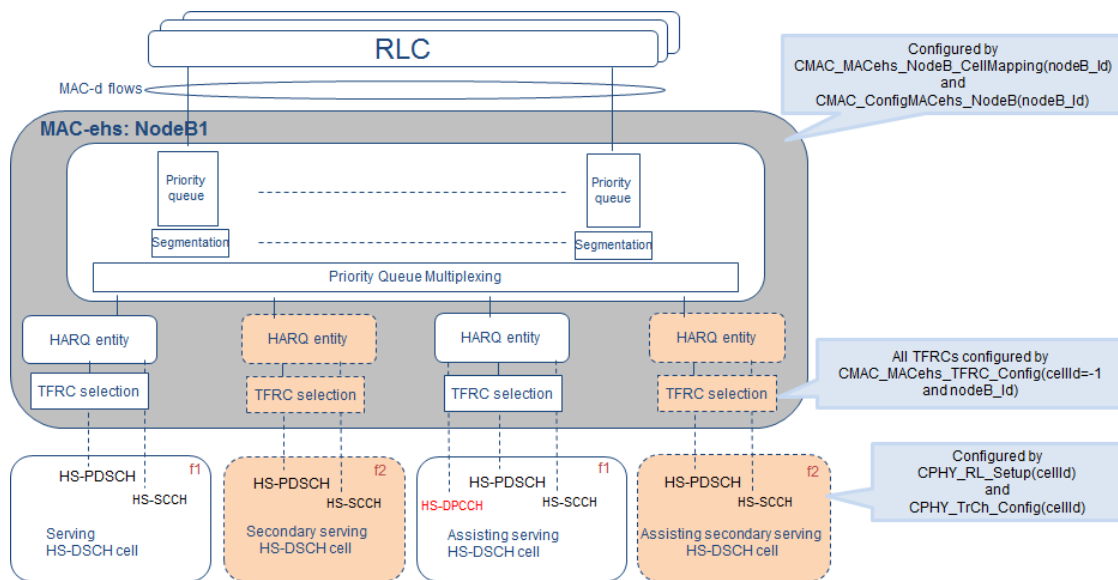 RLC
MAC-d flows
Configured by
CMAC_MACehs_NodeB_CellMapping(nodeB_Id)
and
CMAC_ConfigMACehs_NodeB(nodeB_Id)
MAC-ehs: NodeB1
Priority
queue
Priority
queue
Segmentation
Segmentation
Priority Queue Multiplexing
HARQ entity
HARQ entity
HARQ entity
HARQ entity
TFRC selection
TFRC selection
TFRC selection
TFRC selection
All TFRCs configured by
CMAC_MACehs_TFRC_Config(cellId=-1
and nodeB_Id)
f1
HS-PDSCH
HS-SCCH
Serving
HS-DSCH cell
f2
HS-PDSCH
HS-SCCH
Secondary serving
HS-DSCH cell
f1
HS-PDSCH
HS-DPCCH
HS-SCCH
Assisting serving
HS-DSCH cell
f2
HS-PDSCH
HS-SCCH
Assisting secondary serving
HS-DSCH cell
Configured by
CPHY_RL_Setup(cellId)
and
CPHY_TrCh_Config(cellId)